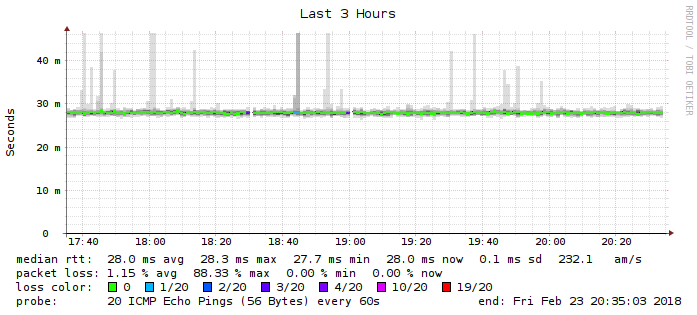 Last 3 Hours
RRDTOOL / TOBI OETIKER
Seconds
40 m
30 m
20 m
10 m
0
17:40 18:00 18:20 18:40 19:00 19:20 19:40 20:00 20:20
median rtt: 28.0 ms avg 28.3 ms max 27.7 ms min 28.0 ms now 0.1 ms sd 232.1 am/s
packet loss: 1.15 % avg 88.33 % max 0.00 % min 0.00 % now
loss color: 0 1/20 2/20 3/20 4/20 10/20 19/20
probe: 20 ICMP Echo Pings (56 Bytes) every 60s end: Fri Feb 23 20:35:03 2018